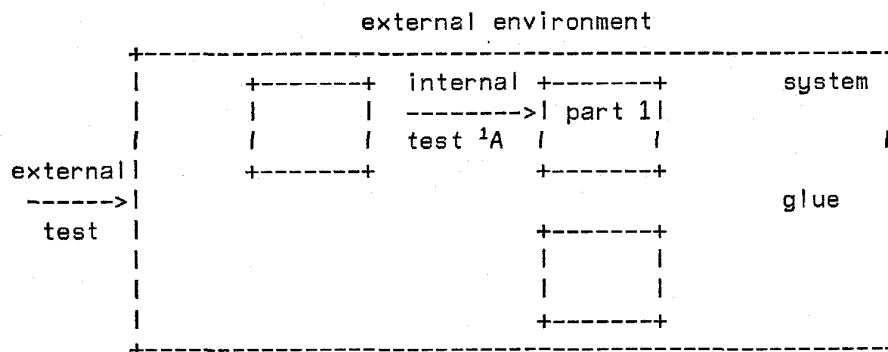 external environment
internal system
part 1
test ¹A
external
glue
test